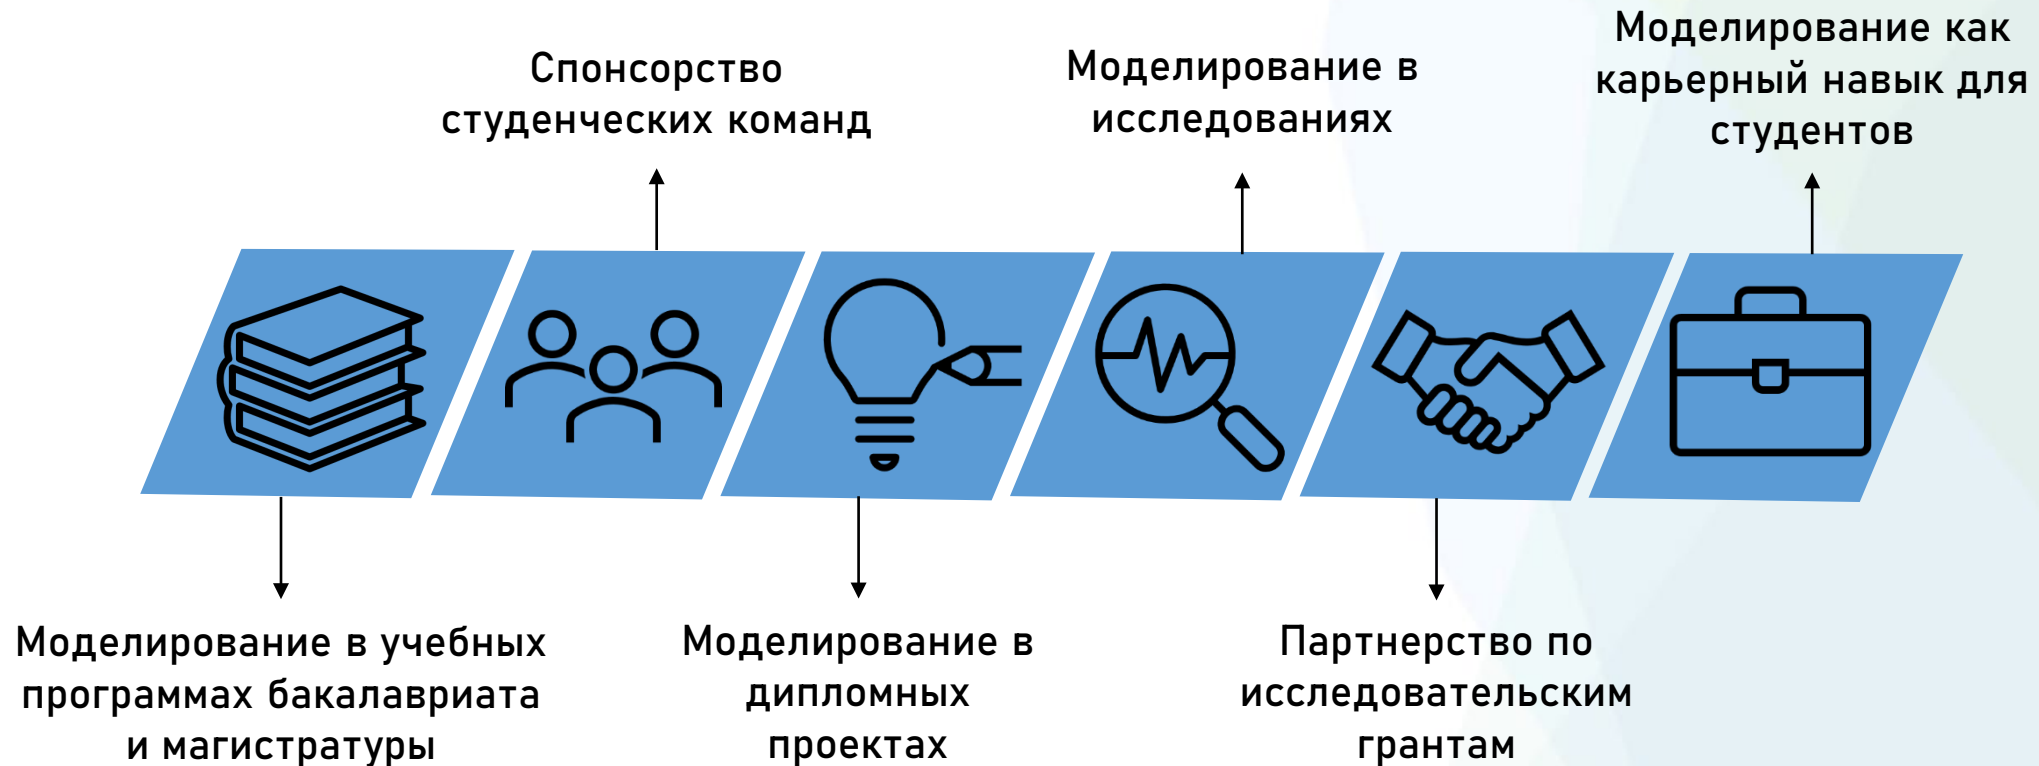 Спонсорство
студенческих команд
Моделирование в
исследованиях
Моделирование как
карьерный навык для
студентов
Моделирование в учебных
программах бакалавриата
и магистратуры
Моделирование в
дипломных
проектах
Партнерство по
исследовательским
грантам